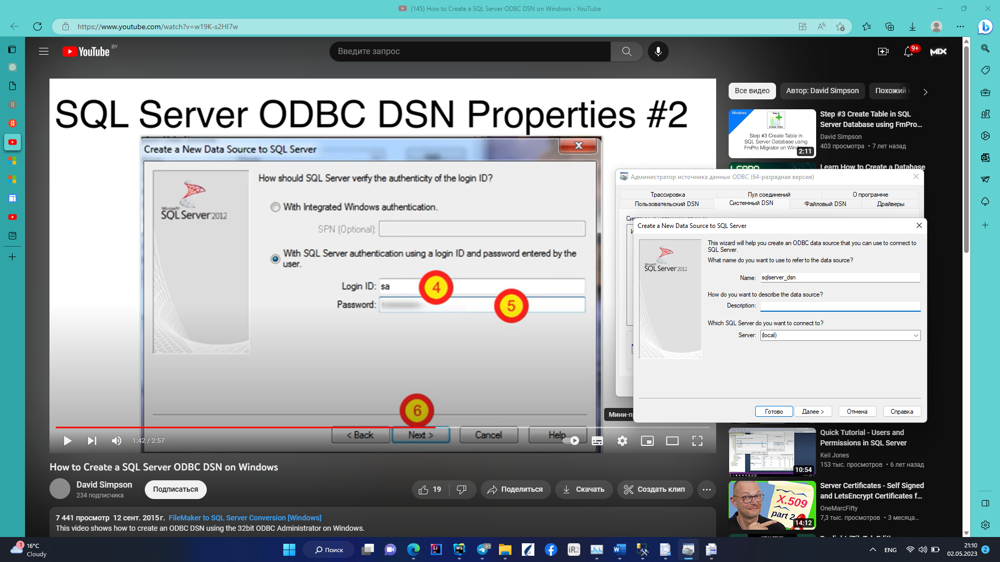 (145) How to Create a SQL Server ODBC DSN on Windows - YouTube
https://www.youtube.com/watch?v=w19K-s2HI7w
YouTube BY
Введите запрос
9+
MIX
SQL Server ODBC DSN Properties #2
Create a New Data Source to SQL Server
How should SQL Server verify the authenticity of the login ID?
With Integrated Windows authentication.
SPN (Optional):
With SQL Server authentication using a login ID and password entered by the
user.
Microsoft
SQL Server 2012
Login ID: sa
4
Password:
5
6
< Back
Next >
Cancel
Help
1:42 / 2:57
How to Create a SQL Server ODBC DSN on Windows
David Simpson
234 подписчика
Подписаться
19
Поделиться
Скачать
Создать клип
7 441 просмотр 12 сент. 2015 г. FileMaker to SQL Server Conversion [Windows]
This video shows how to create an ODBC DSN using the 32bit ODBC Administrator on Windows.
Все видео
Автор: David Simpson
Похожий
Windows
Step 3
Create Table
Step #3 Create Table in
SQL Server Database using
FmPro Migrator on Wind
2:11
Step #3 Create Table in SQL
Server Database using FmPro...
David Simpson
403 просмотра • 7 лет назад
LEARN
Learn How to Create a Database
Администратор источника данных ODBC (64-разрядная версия)
Трассировка
Пул соединений
О программе
Пользовательский DSN
Системный DSN
Файловый DSN
Драйверы
Create a New Data Source to SQL Server
Microsoft
SQL Server 2012
This wizard will help you create an ODBC data source that you can use to connect to
SQL Server.
What name do you want to use to refer to the data source?
Name: sqlserver_dsn
How do you want to describe the data source?
Description:
Which SQL Server do you want to connect to?
Server: (local)
Готово
Далее >
Отмена
Справка
Мини-п
Quick Tutorial - Users and
Permissions in SQL Server
Keil Jones
153 тыс. просмотров • 6 лет назад
10:54
Server Certificates - Self Signed
and LetsEncrypt Certificates f...
OneMarcFifty
7,3 тыс. просмотров • 3 месяца...
X.509
part 2
14:12
1
16°C
Cloudy
Поиск
91
iR2
ENG
21:10
02.05.2023
2